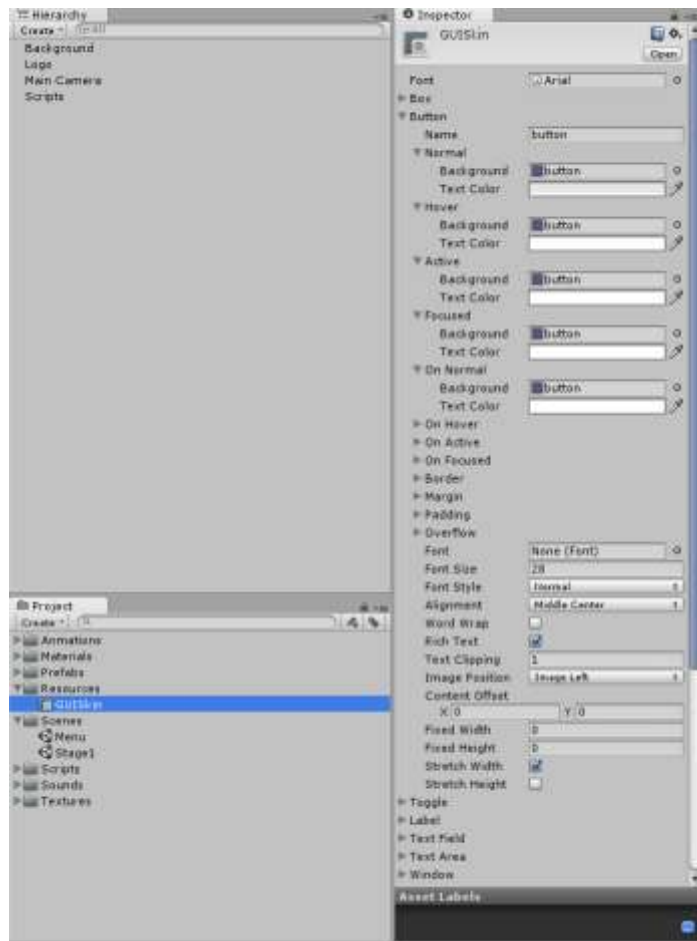 Hierarchy
Create
All
Background
Logo
Main Camera
Scripts
Project
Create
Animations
Materials
Prefabs
Resources
GUISkin
Scenes
Menu
Stage1
Scripts
Sounds
Textures
Inspector
GUISkin
Open
Font Arial
Box
Button
Name button
Normal
Background button
Text Color
Hover
Background button
Text Color
Active
Background button
Text Color
Focused
Background button
Text Color
On Normal
Background button
Text Color
On Hover
On Active
On Focused
Border
Margin
Padding
Overflow
Font None (Font)
Font Size 28
Font Style Normal
Alignment Middle Center
Word Wrap
Rich Text
Text Clipping 1
Image Position Image Left
Content Offset
X 0 Y 0
Fixed Width 0
Fixed Height 0
Stretch Width
Stretch Height
Toggle
Label
Text Field
Text Area
Window
Asset Labels